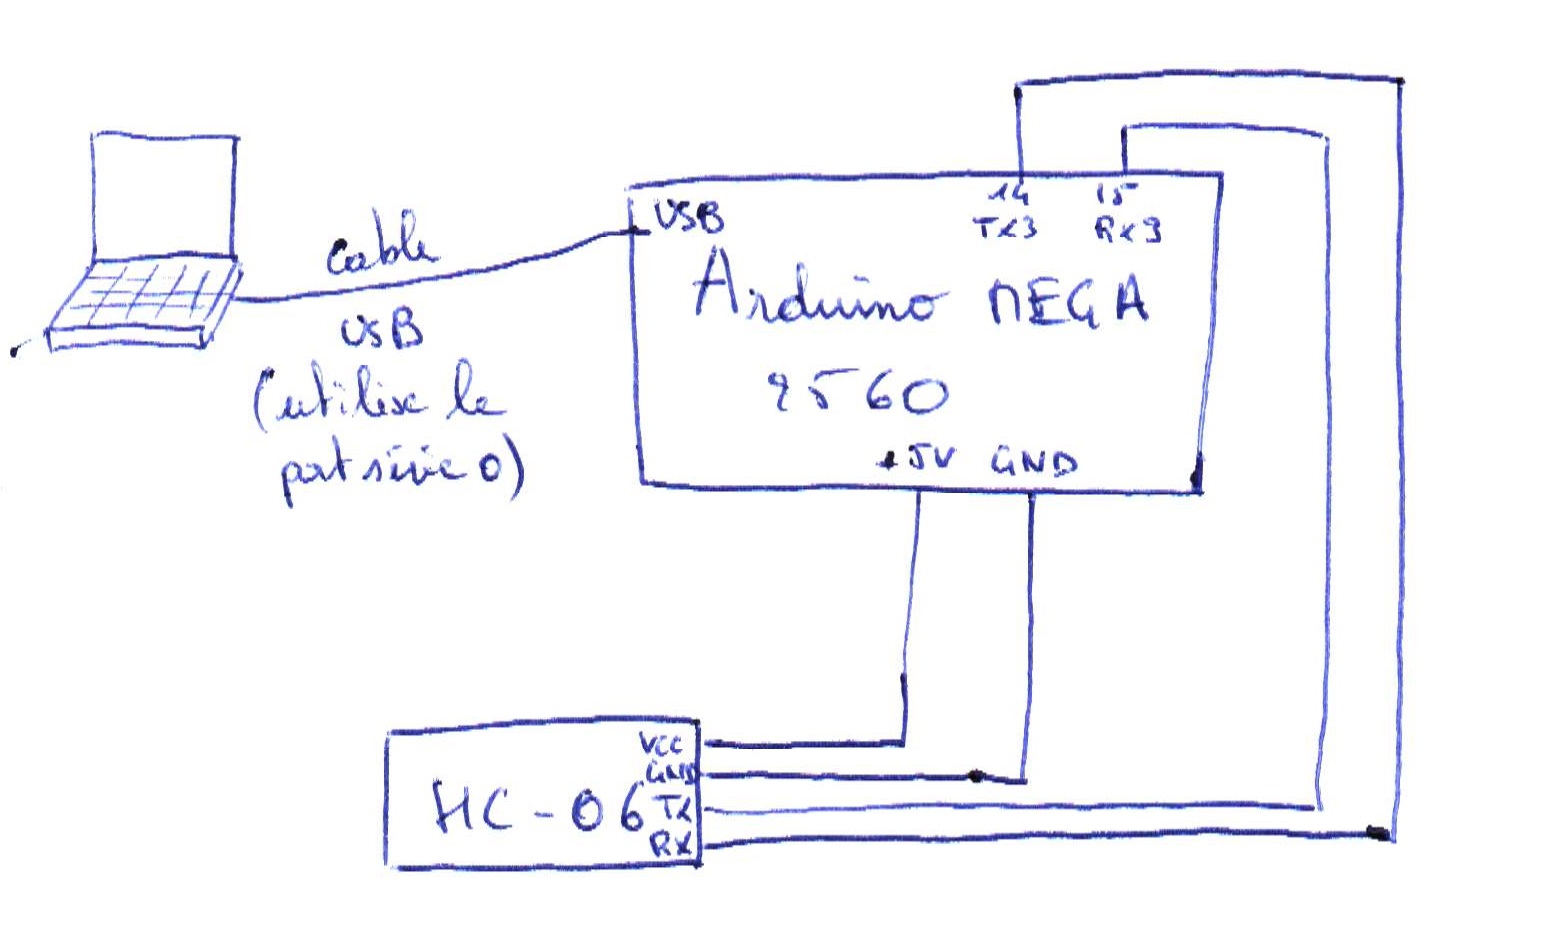 cable
USB
(utilise le
port série 0)
USB
14 15
TX3 RX3
Arduino MEGA
2560
+5V GND
VCC
GND
HC-06 TX
RX